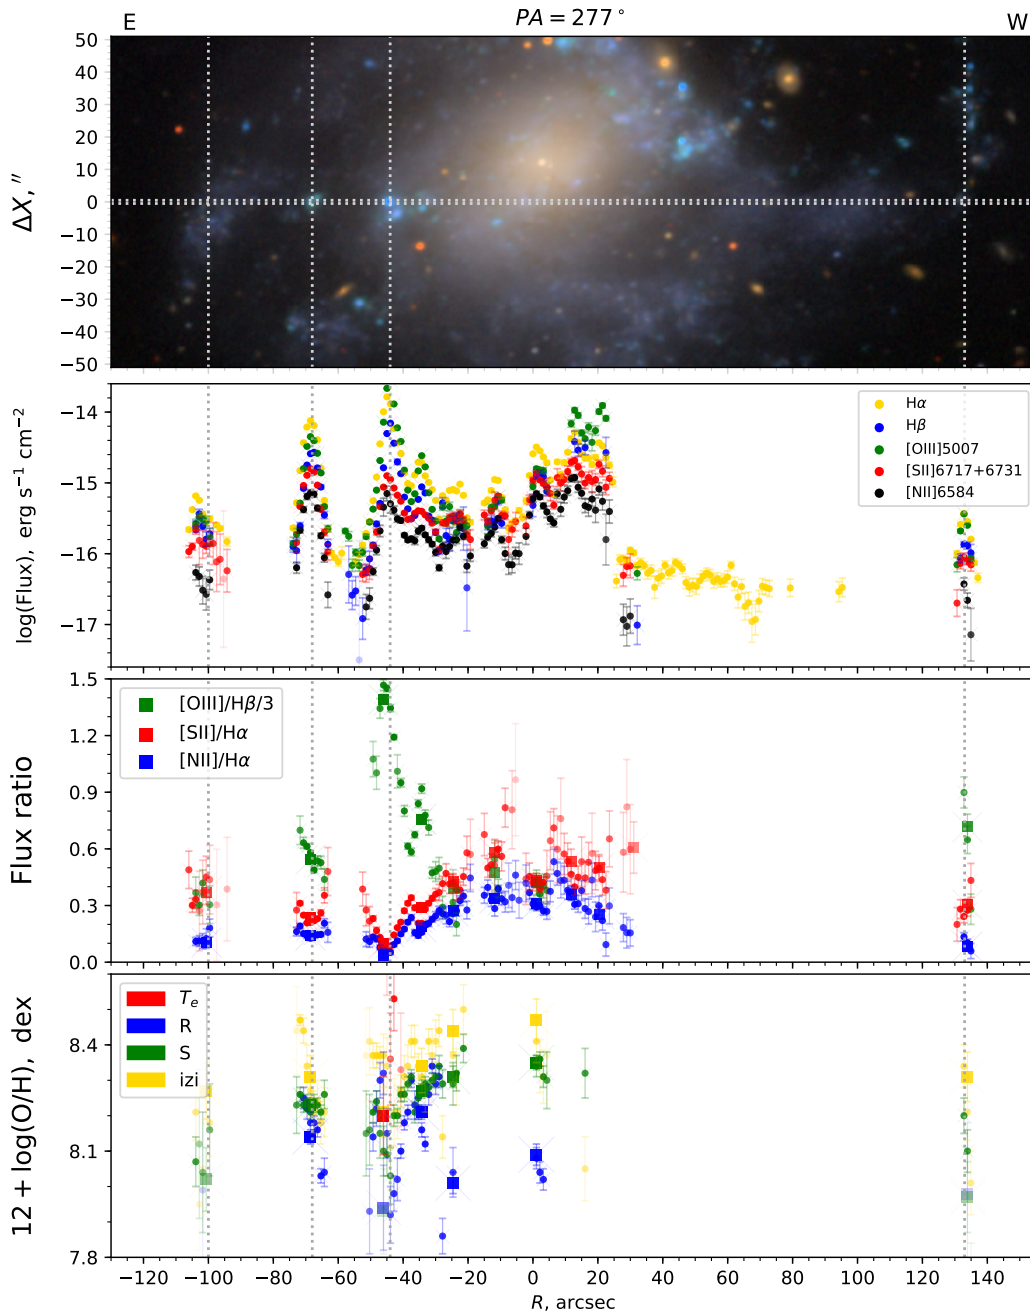 PA = 277°
E W
ΔX, ″
50
40
30
20
10
0
−10
−20
−30
−40
−50
log(Flux), erg s⁻¹ cm⁻²
−14
−15
−16
−17
Hα
Hβ
[OIII]5007
[SII]6717+6731
[NII]6584
Flux ratio
1.5
1.2
0.9
0.6
0.3
0.0
[OIII]/Hβ/3
[SII]/Hα
[NII]/Hα
12 + log(O/H), dex
8.4
8.1
7.8
Te
R
S
izi
−120 −100 −80 −60 −40 −20 0 20 40 60 80 100 120 140
R, arcsec